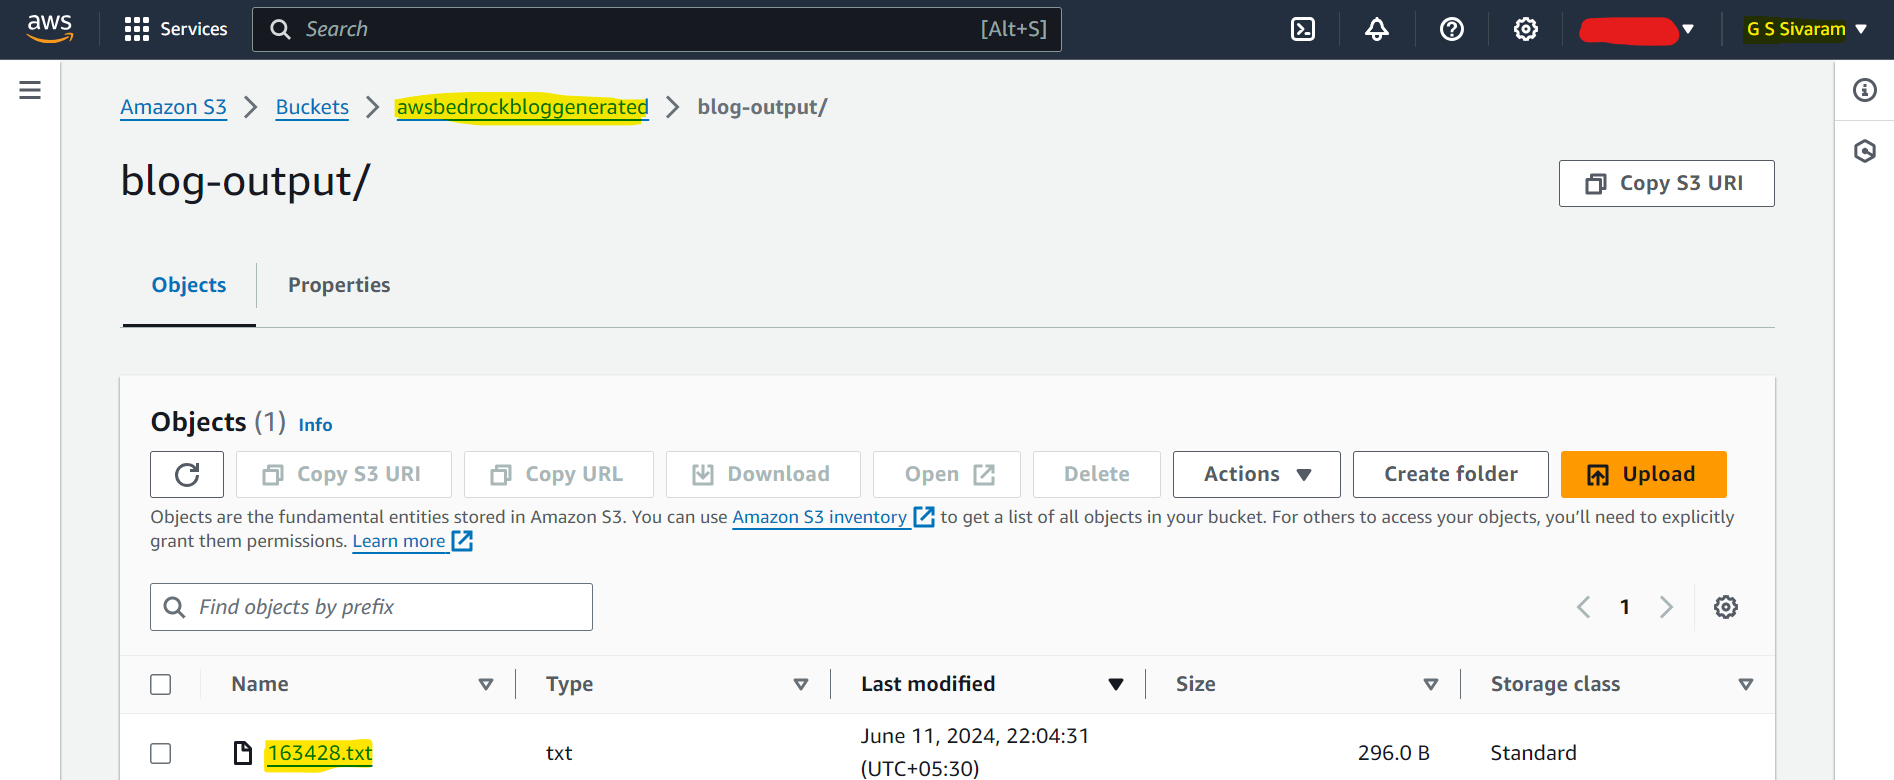 aws Services Search [Alt+S] G S Sivaram
Amazon S3 Buckets awsbedrockbloggenerated blog-output/
blog-output/
Copy S3 URI
Objects Properties
Objects (1) Info
Copy S3 URI Copy URL Download Open Delete Actions Create folder Upload
Objects are the fundamental entities stored in Amazon S3. You can use Amazon S3 inventory to get a list of all objects in your bucket. For others to access your objects, you’ll need to explicitly
grant them permissions. Learn more
Find objects by prefix 1
Name Type Last modified Size Storage class
163428.txt txt June 11, 2024, 22:04:31 296.0 B Standard
(UTC+05:30)